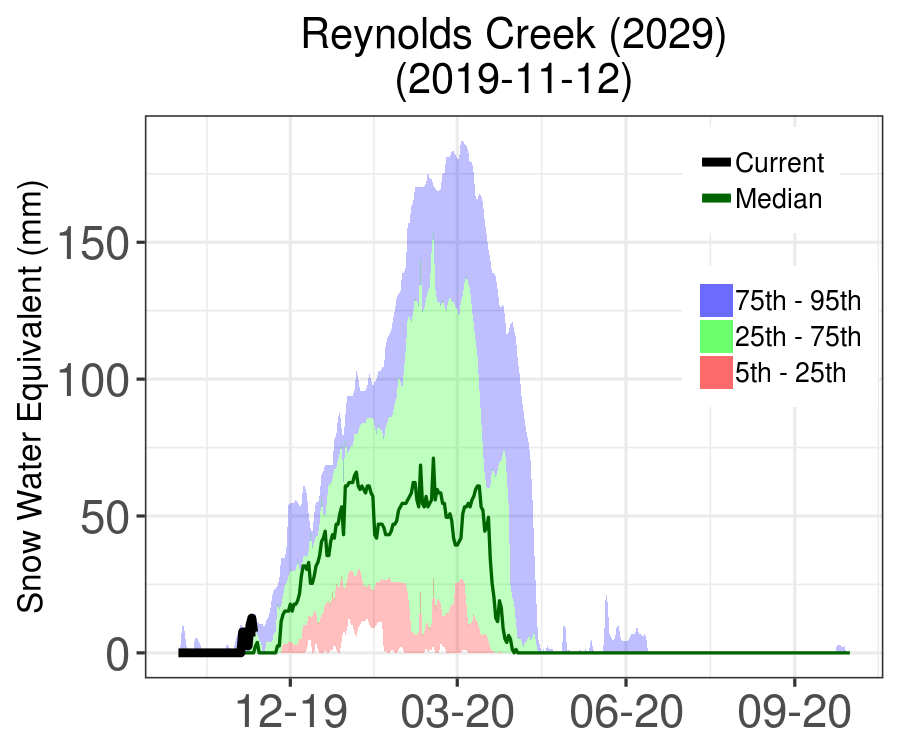 Reynolds Creek (2029)
(2019-11-12)
Snow Water Equivalent (mm)
150
100
50
0
12-19
03-20
06-20
09-20
Current
Median
75th - 95th
25th - 75th
5th - 25th